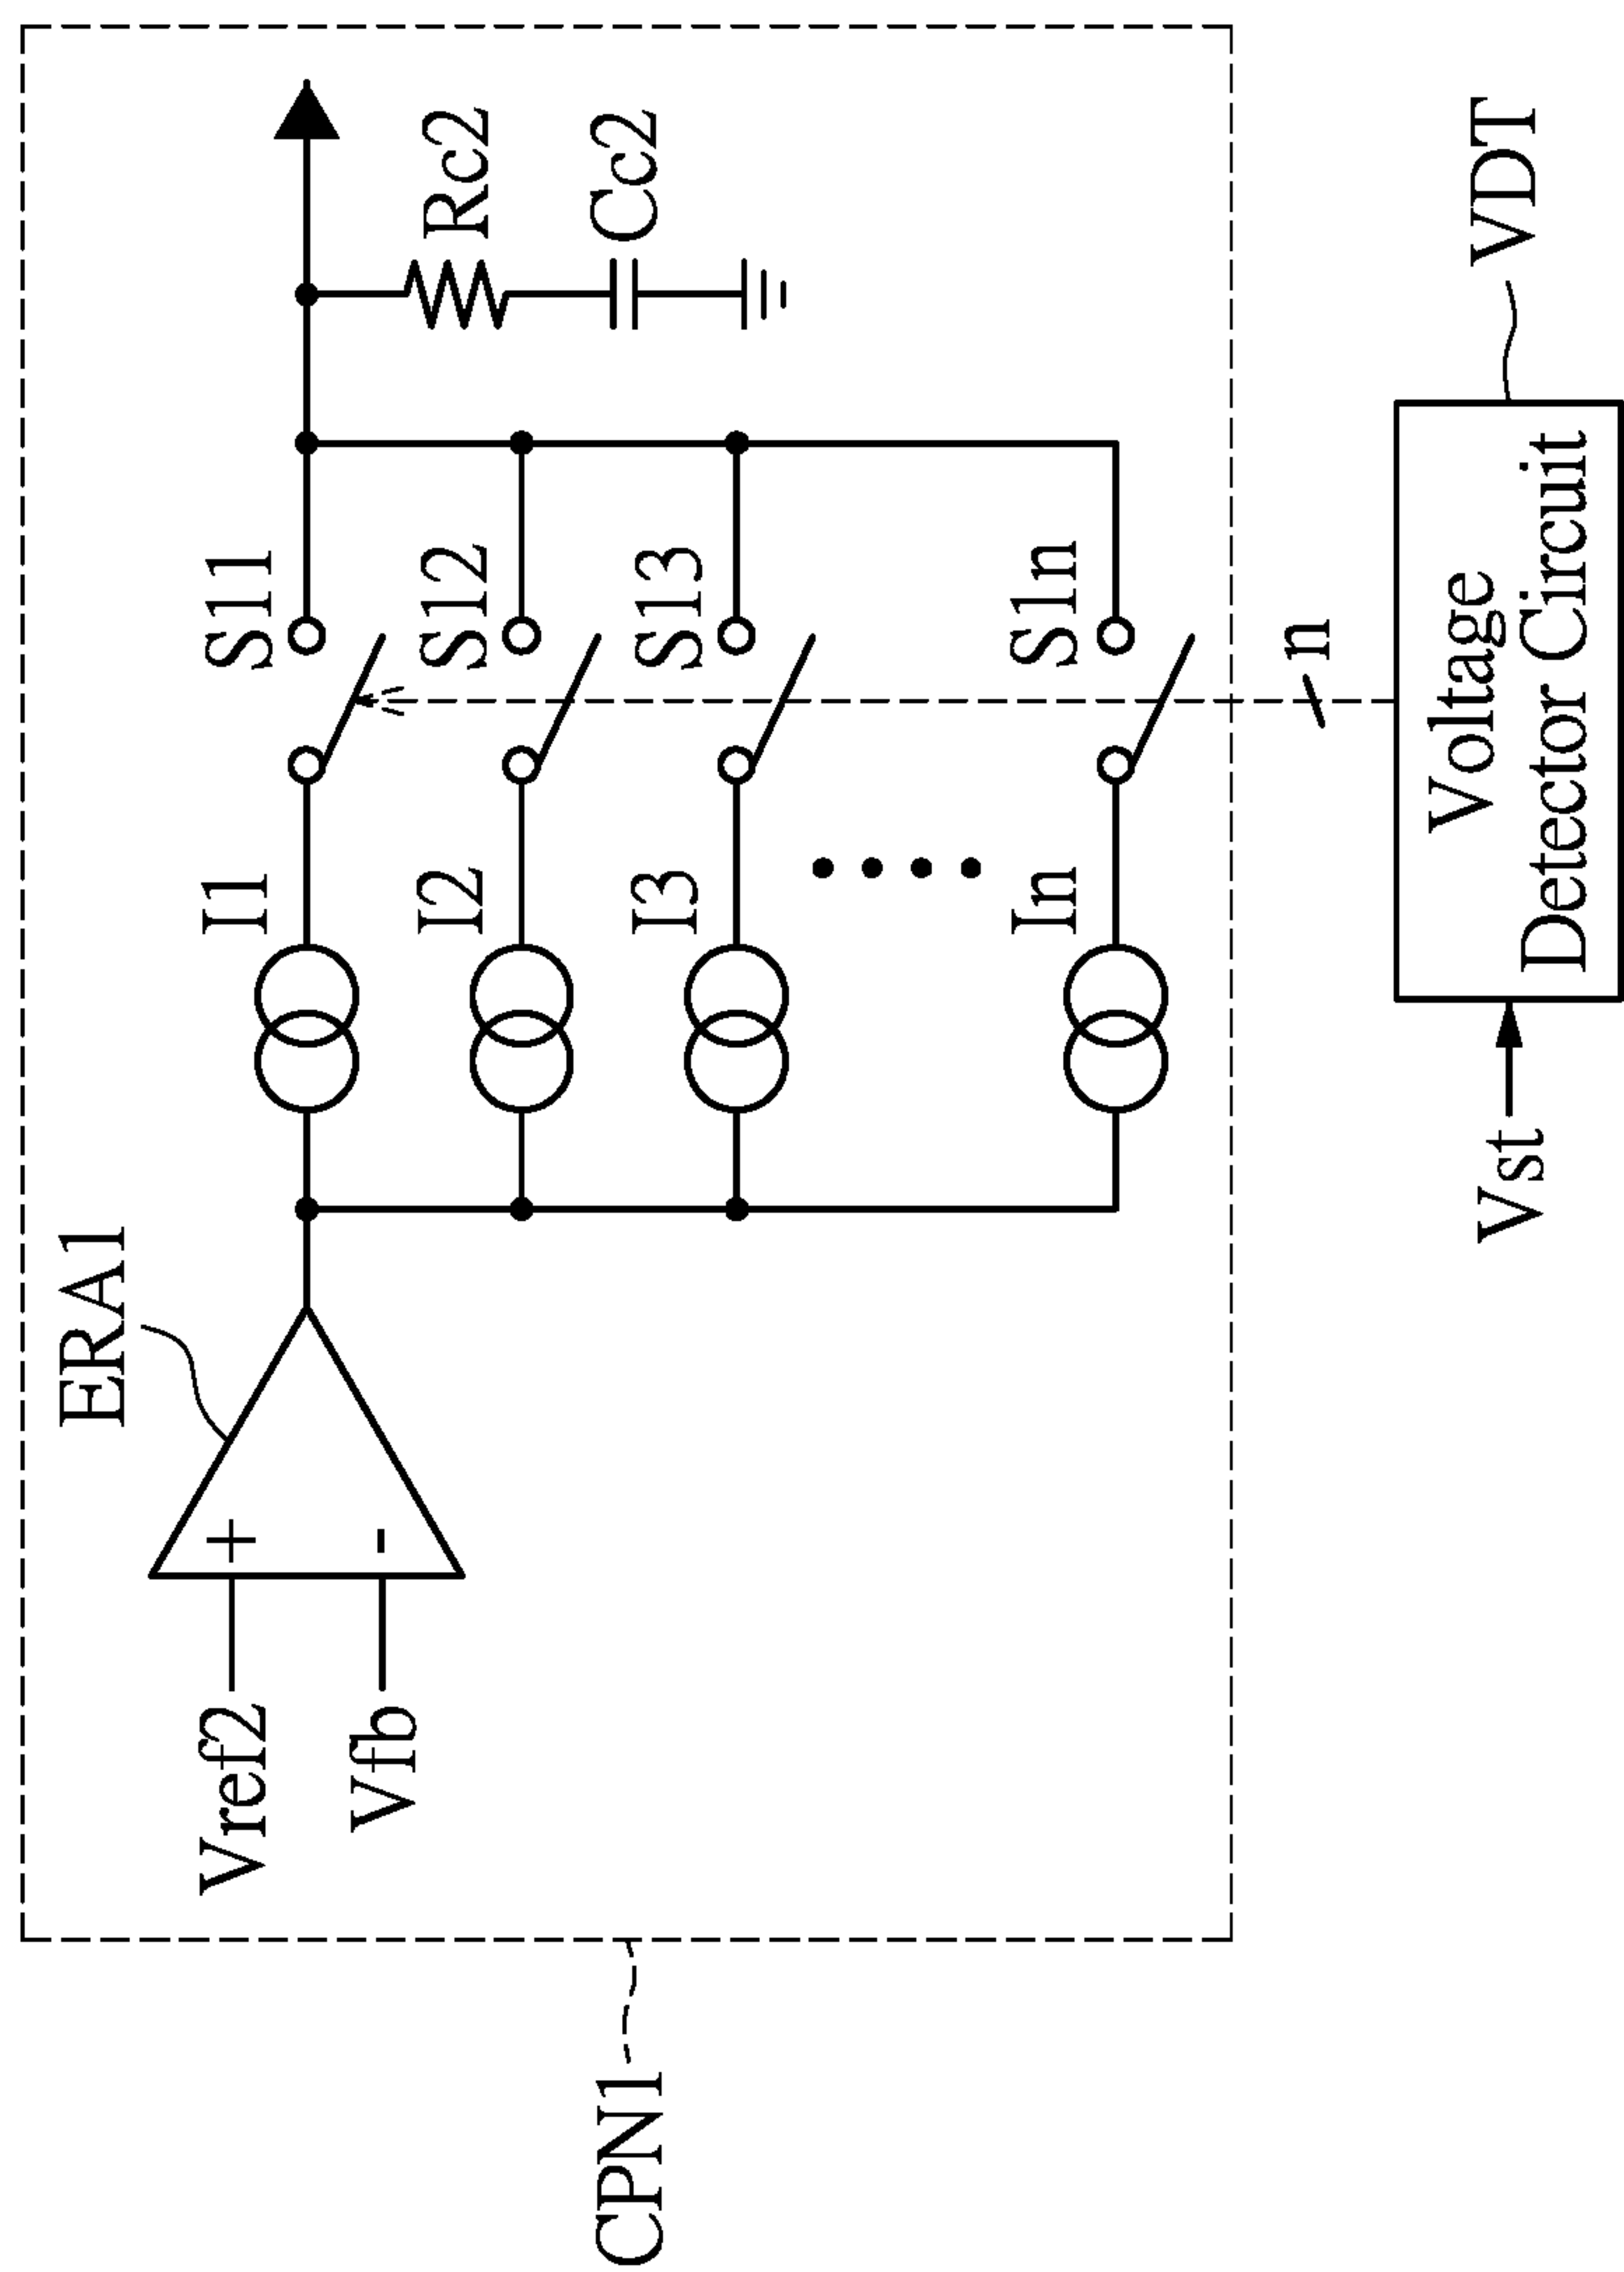 ERA1
Vref2
+
Vfb
-
I1
S11
I2
S12
I3
S13
In
S1n
Rc2
Cc2
CPN1
n
Vst
Voltage
Detector Circuit
VDT